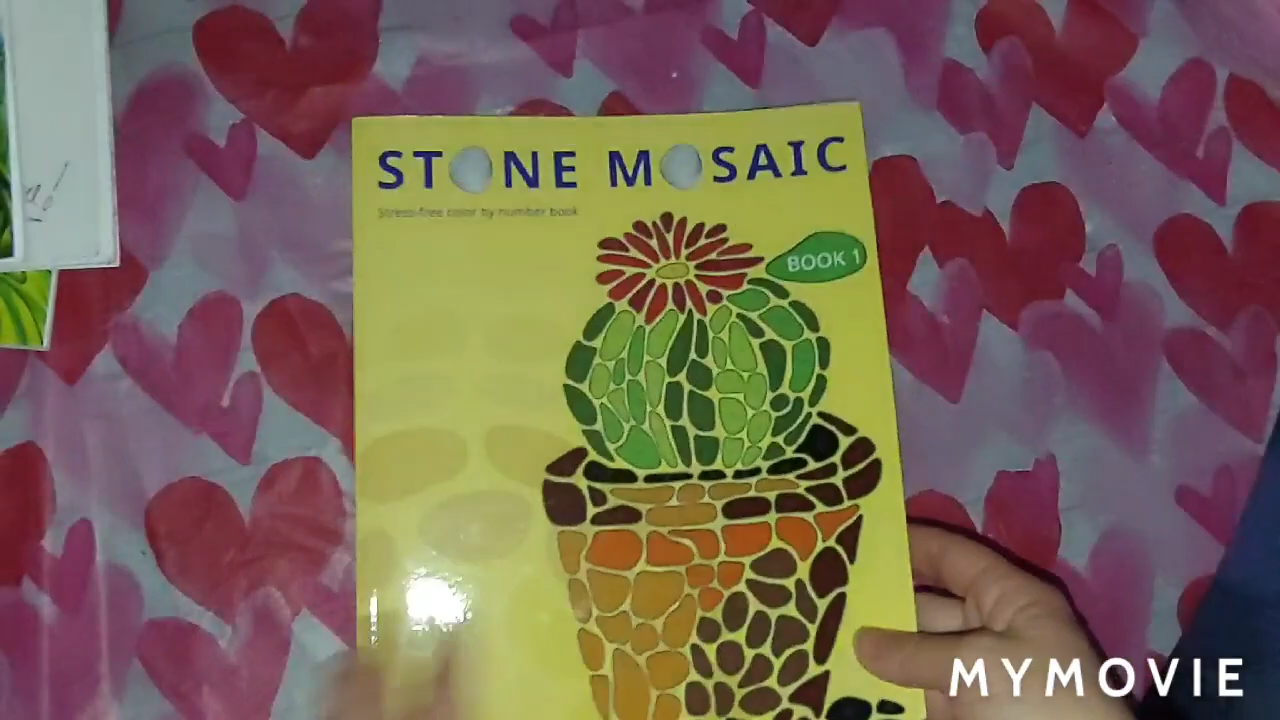 STONE MOSAIC
Stress-free color by number book
BOOK 1
MYMOVIE